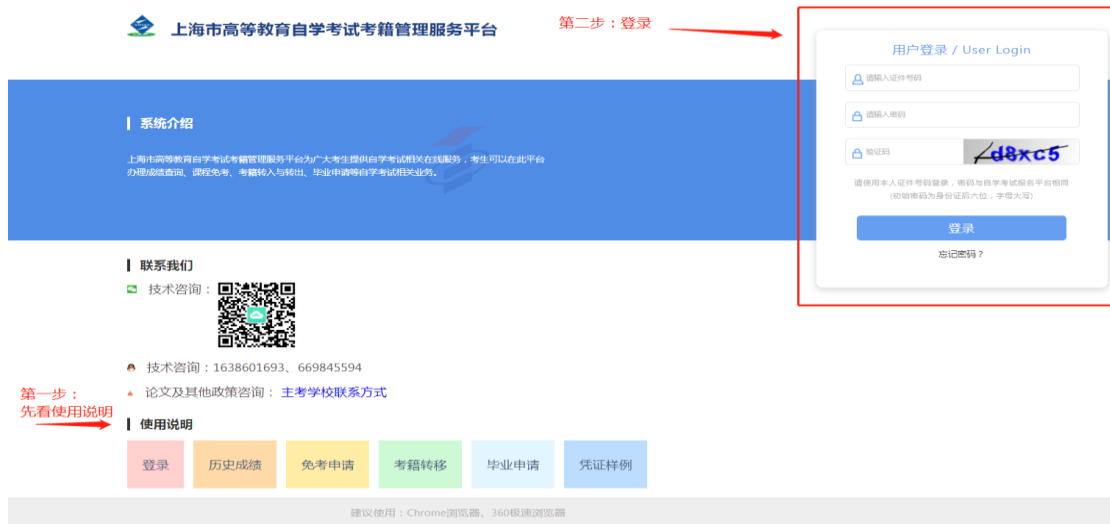 上海市高等教育自学考试考籍管理服务平台
第二步：登录
用户登录 / User Login
请输入证件号码
请输入密码
验证码
d8xc5
请使用本人证件号码登录，密码与自学考试报名平台相同
(初始密码为身份证后六位，字母大写)
登录
忘记密码？
系统介绍
上海市高等教育自学考试考籍管理服务平台为广大考生提供自学考试相关在线服务，考生可以在此平台
办理成绩查询、课程免考、考籍转入与转出、毕业申请等自学考试相关业务。
联系我们
技术咨询：
技术咨询：1638601693、669845594
论文及其他政策咨询： 主考学校联系方式
第一步：
先看使用说明
使用说明
登录 历史成绩 免考申请 考籍转移 毕业申请 凭证样例
建议使用：Chrome浏览器、360极速浏览器